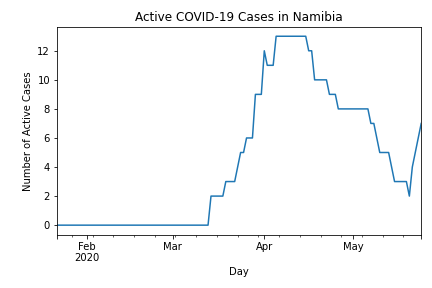 Active COVID-19 Cases in Namibia
12
10
8
6
4
2
0
Number of Active Cases
Feb
2020
Mar
Apr
May
Day